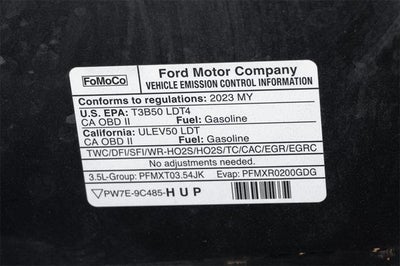 FoMoCo
Ford Motor Company
VEHICLE EMISSION CONTROL INFORMATION
Conforms to regulations: 2023 MY
U.S. EPA: T3B50 LDT4
CA OBD II Fuel: Gasoline
California: ULEV50 LDT
CA OBD II Fuel: Gasoline
TWC/DFI/SFI/WR-HO2S/HO2S/TC/CAC/EGR/EGRC
No adjustments needed.
3.5L-Group: PFMXT03.54JK Evap: PFMXR0200GDG
PW7E-9C485-HUP